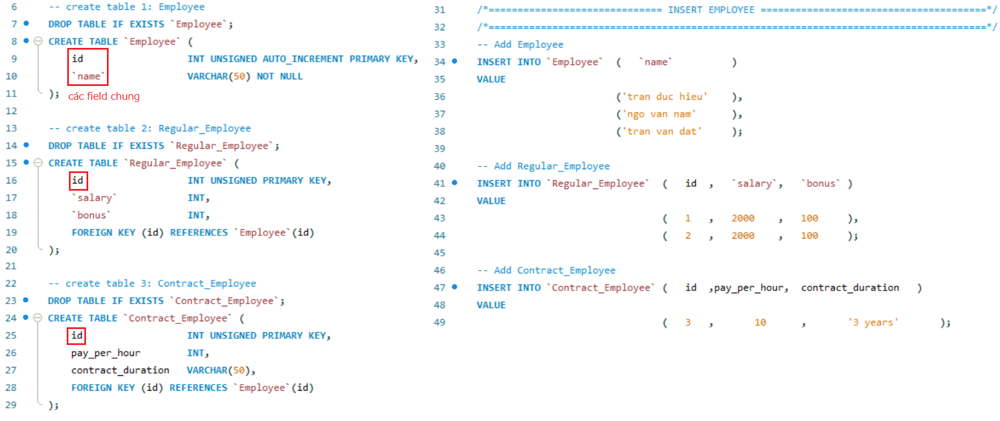 6 -- create table 1: Employee
7 DROP TABLE IF EXISTS `Employee`;
8 CREATE TABLE `Employee` (
9 id INT UNSIGNED AUTO_INCREMENT PRIMARY KEY,
10 `name` VARCHAR(50) NOT NULL
11 ); các field chung
12
13 -- create table 2: Regular_Employee
14 DROP TABLE IF EXISTS `Regular_Employee`;
15 CREATE TABLE `Regular_Employee` (
16 id INT UNSIGNED PRIMARY KEY,
17 `salary` INT,
18 `bonus` INT,
19 FOREIGN KEY (id) REFERENCES `Employee`(id)
20 );
21
22 -- create table 3: Contract_Employee
23 DROP TABLE IF EXISTS `Contract_Employee`;
24 CREATE TABLE `Contract_Employee` (
25 id INT UNSIGNED PRIMARY KEY,
26 pay_per_hour INT,
27 contract_duration VARCHAR(50),
28 FOREIGN KEY (id) REFERENCES `Employee`(id)
29 );
31 /*============================== INSERT EMPLOYEE =======================================*/
32 /*======================================================================================*/
33 -- Add Employee
34 INSERT INTO `Employee` ( `name` )
35 VALUE
36 ('tran duc hieu' ),
37 ('ngo van nam' ),
38 ('tran van dat' );
39
40 -- Add Regular_Employee
41 INSERT INTO `Regular_Employee` ( id , `salary`, `bonus` )
42 VALUE
43 ( 1 , 2000 , 100 ),
44 ( 2 , 2000 , 100 );
45
46 -- Add Contract_Employee
47 INSERT INTO `Contract_Employee` ( id ,pay_per_hour, contract_duration )
48 VALUE
49 ( 3 , 10 , '3 years' );